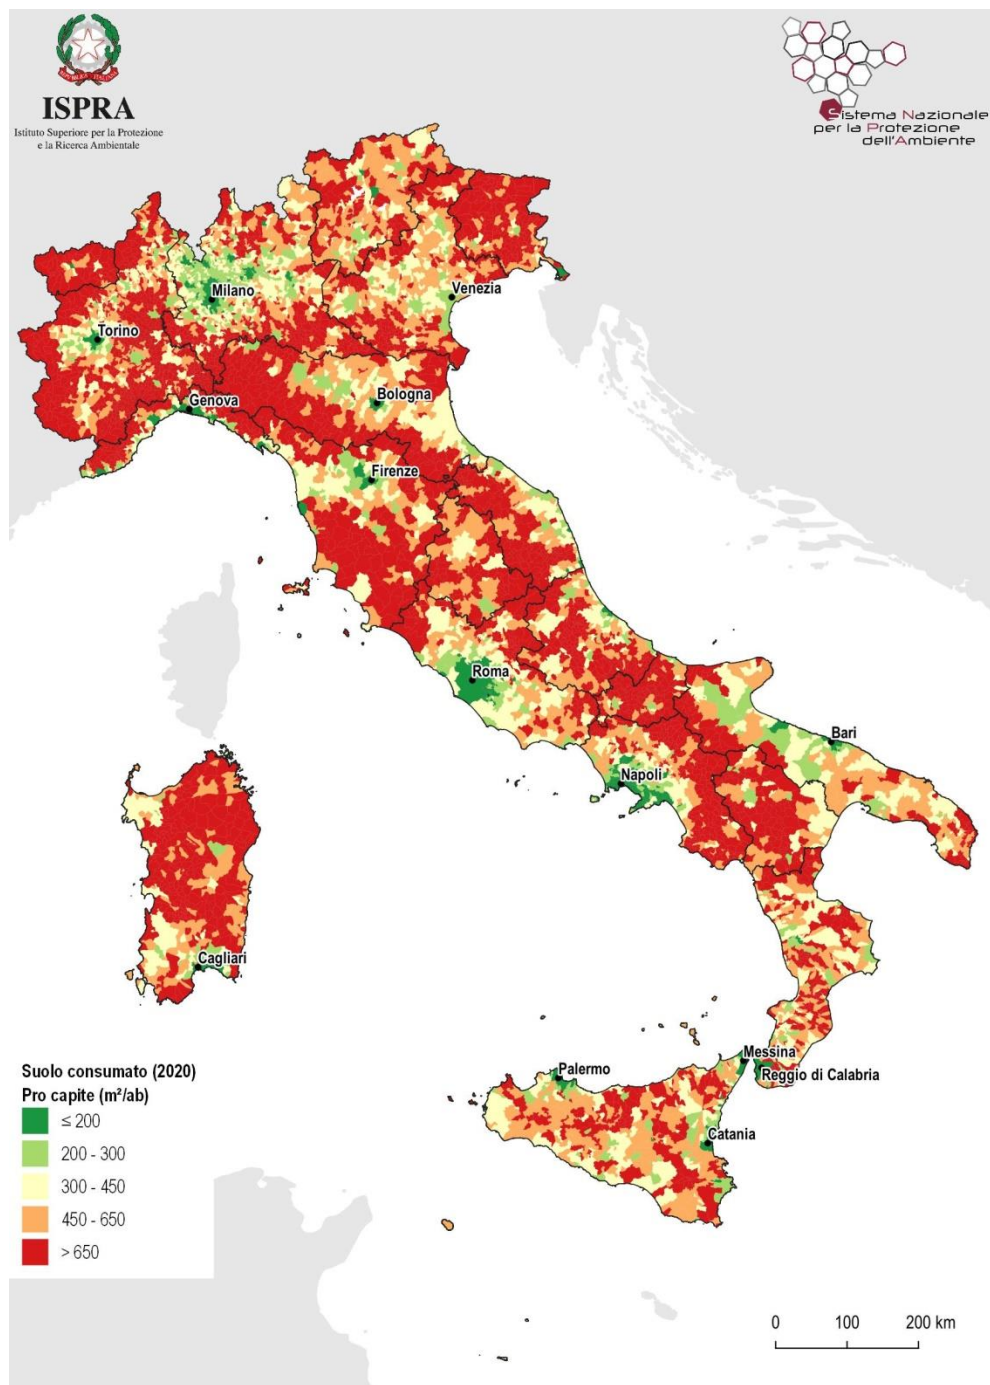 ISPRA
Istituto Superiore per la Protezione
e la Ricerca Ambientale
Sistema Nazionale
per la Protezione
dell'Ambiente
Milano
Venezia
Torino
Genova
Bologna
Firenze
Roma
Bari
Napoli
Cagliari
Messina
Palermo
Reggio di Calabria
Catania
Suolo consumato (2020)
Pro capite (m²/ab)
≤ 200
200 - 300
300 - 450
450 - 650
> 650
0 100 200 km